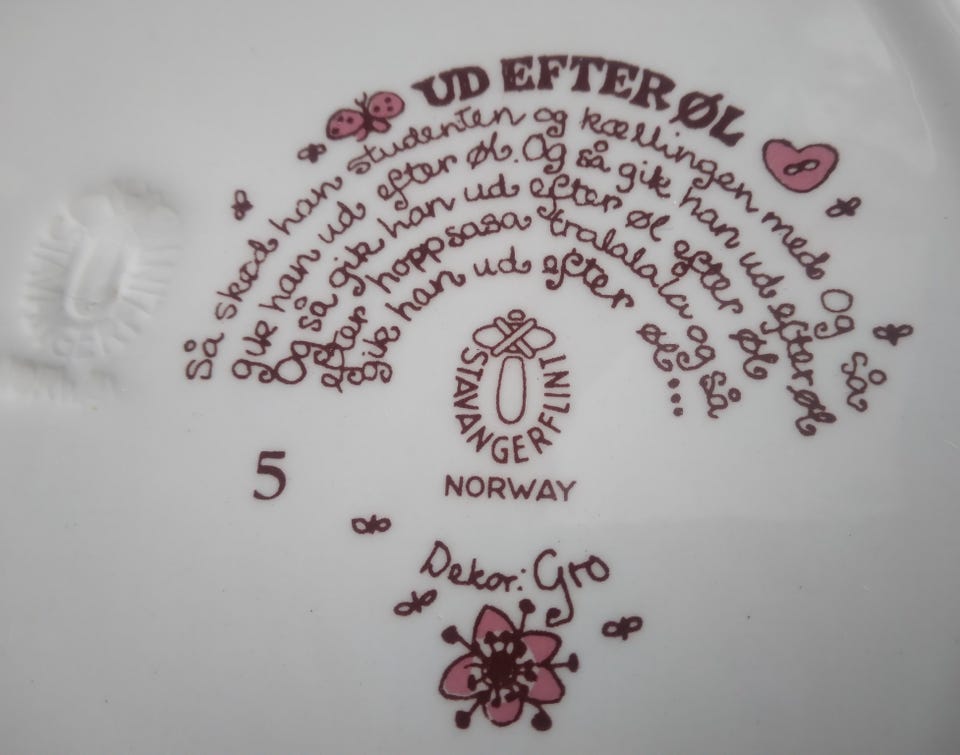 UD EFTER ØL
Så skød han studenten og kællingen med. Og så
gik han ud efter øl. Og så gik han ud efter øl
Og så gik han ud efter øl efter øl
efter hoppsasa tralalala og så
gik han ud efter øl...
STAVANGERFLINT
NORWAY
5
Dekor: Gro